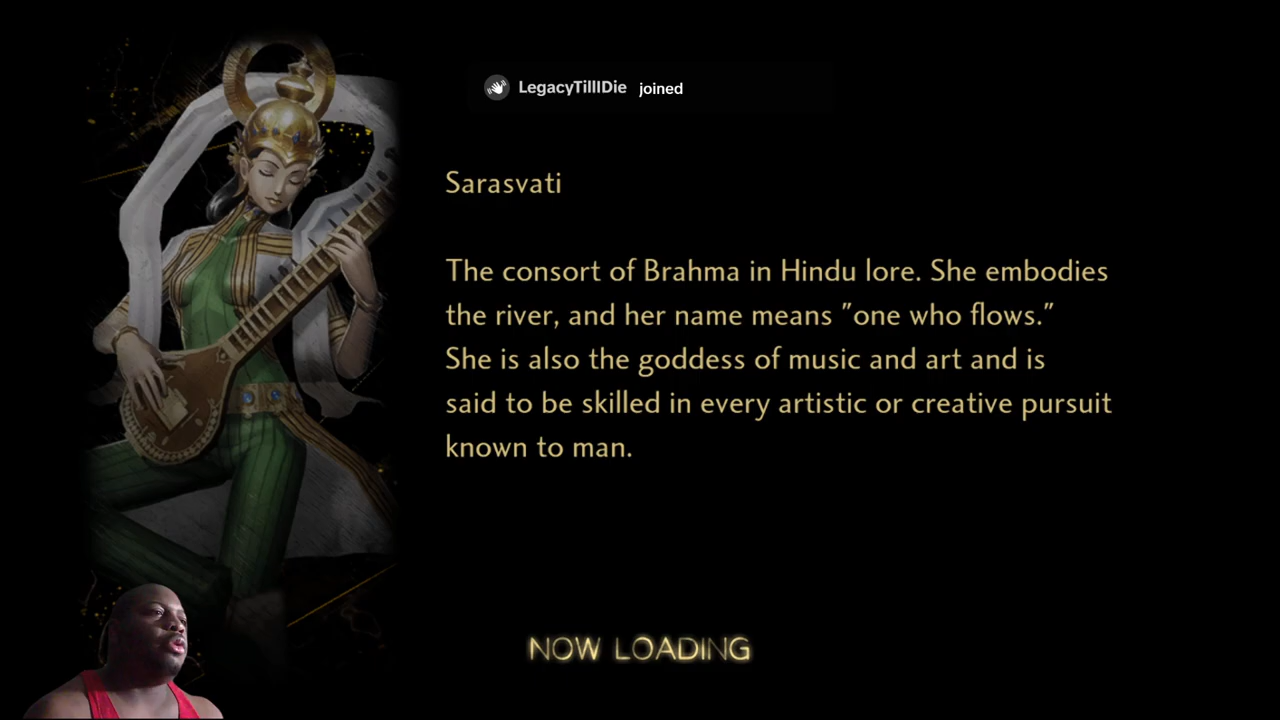 LegacyTillIDie joined
Sarasvati
The consort of Brahma in Hindu lore. She embodies
the river, and her name means "one who flows."
She is also the goddess of music and art and is
said to be skilled in every artistic or creative pursuit
known to man.
NOW LOADING